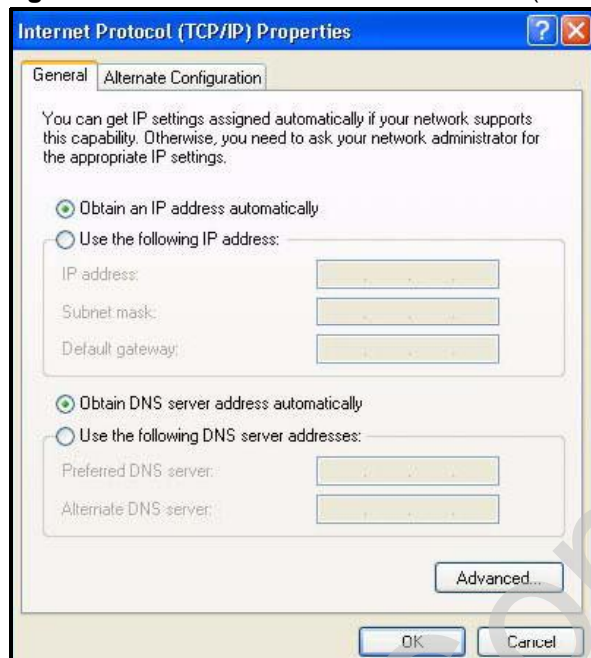 Internet Protocol (TCP/IP) Properties
General
Alternate Configuration
You can get IP settings assigned automatically if your network supports
this capability. Otherwise, you need to ask your network administrator for
the appropriate IP settings.
Obtain an IP address automatically
Use the following IP address:
IP address:
Subnet mask:
Default gateway:
Obtain DNS server address automatically
Use the following DNS server addresses:
Preferred DNS server:
Alternate DNS server:
Advanced...
OK
Cancel